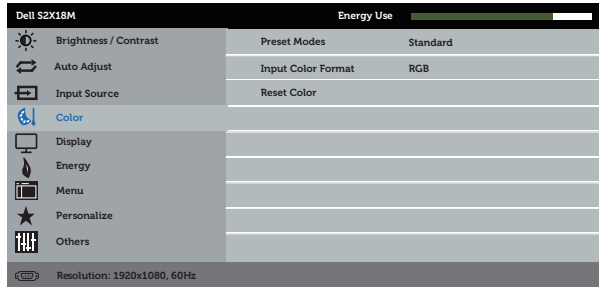 Dell S2X18M Energy Use
Brightness / Contrast Preset Modes Standard
Auto Adjust Input Color Format RGB
Input Source Reset Color
Color
Display
Energy
Menu
Personalize
Others
Resolution: 1920x1080, 60Hz